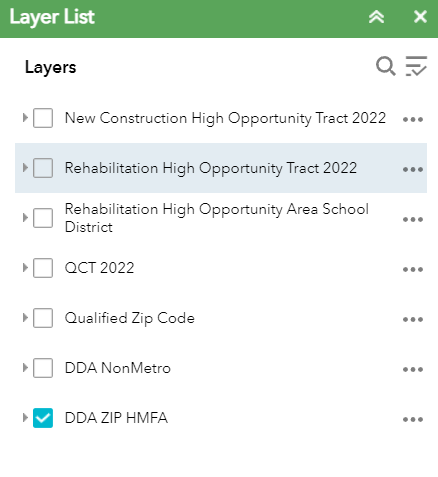 Layer List
Layers
New Construction High Opportunity Tract 2022
Rehabilitation High Opportunity Tract 2022
Rehabilitation High Opportunity Area School
District
QCT 2022
Qualified Zip Code
DDA NonMetro
DDA ZIP HMFA